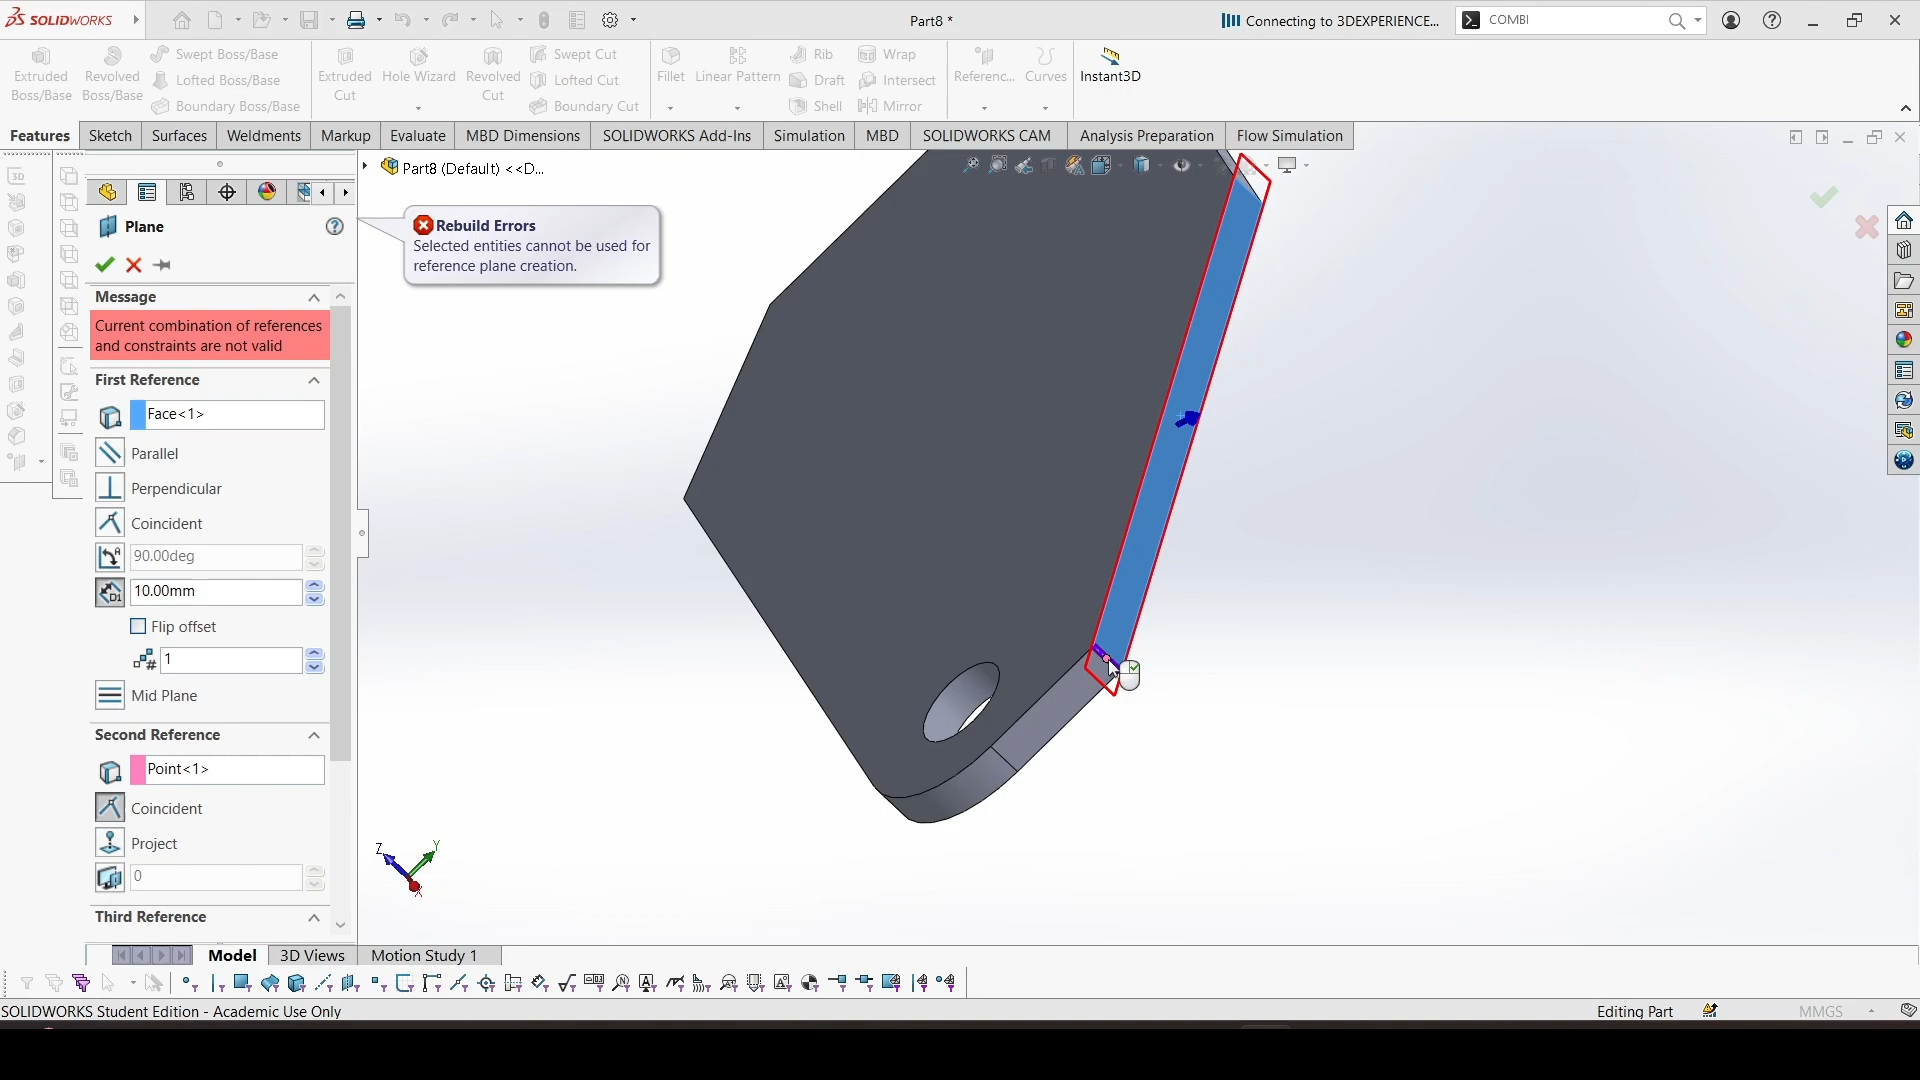 SOLIDWORKS
Part8 *
Connecting to 3DEXPERIENCE...
COMBI
Extruded Boss/Base
Revolved Boss/Base
Swept Boss/Base
Lofted Boss/Base
Boundary Boss/Base
Extruded Cut
Hole Wizard
Revolved Cut
Swept Cut
Lofted Cut
Boundary Cut
Fillet
Linear Pattern
Rib
Draft
Shell
Wrap
Intersect
Mirror
Referenc...
Curves
Instant3D
Features
Sketch
Surfaces
Weldments
Markup
Evaluate
MBD Dimensions
SOLIDWORKS Add-Ins
Simulation
MBD
SOLIDWORKS CAM
Analysis Preparation
Flow Simulation
Part8 (Default) <<D...
Plane
Rebuild Errors
Selected entities cannot be used for
reference plane creation.
Message
Current combination of references
and constraints are not valid
First Reference
Face<1>
Parallel
Perpendicular
Coincident
90.00deg
10.00mm
Flip offset
1
Mid Plane
Second Reference
Point<1>
Coincident
Project
0
Third Reference
Z
Y
X
Model
3D Views
Motion Study 1
SOLIDWORKS Student Edition - Academic Use Only
Editing Part
MMGS